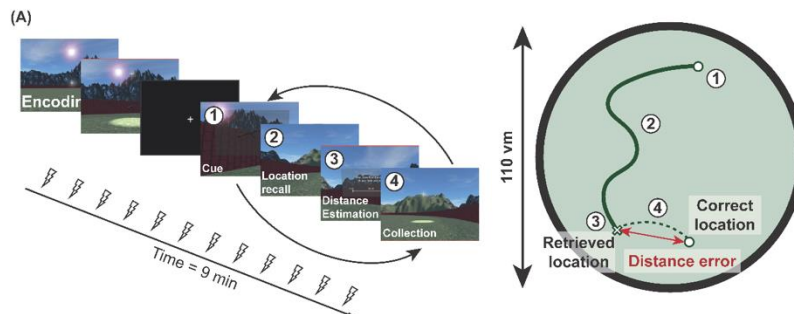 (A)
Encodin
1
Cue
2
Location
recall
3
Distance
Estimation
4
Collection
Time = 9 min
110 vm
1
2
3
4
Correct
location
Retrieved
location
Distance error